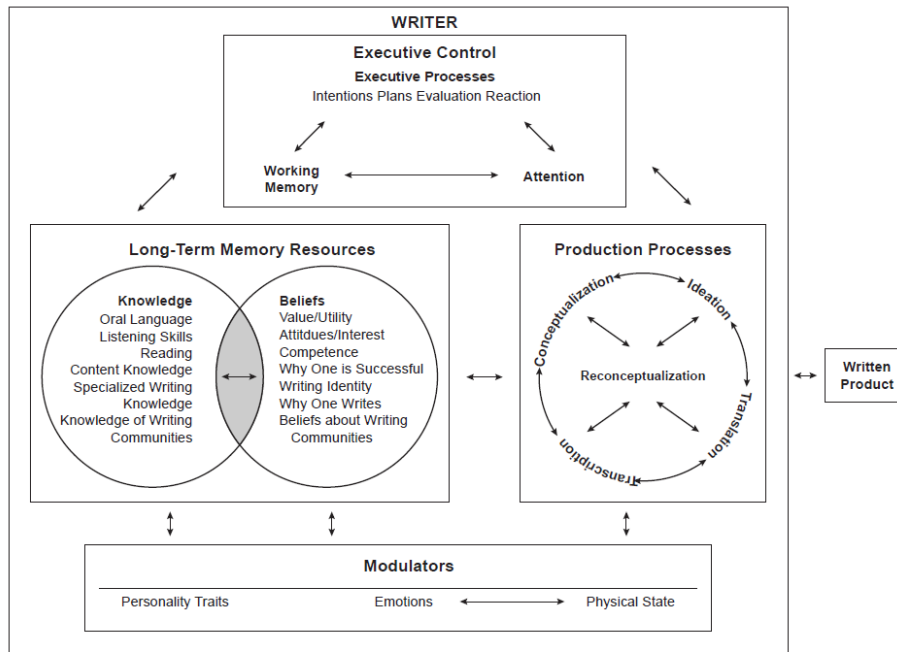 WRITER
Executive Control
Executive Processes
Intentions Plans Evaluation Reaction
Working
Memory
Attention
Long-Term Memory Resources
Knowledge
Oral Language
Listening Skills
Reading
Content Knowledge
Specialized Writing
Knowledge
Knowledge of Writing
Communities
Beliefs
Value/Utility
Attitdues/Interest
Competence
Why One is Successful
Writing Identity
Why One Writes
Beliefs about Writing
Communities
Production Processes
Conceptualization
Ideation
Reconceptualization
Translation
Transcription
Written
Product
Modulators
Personality Traits
Emotions
Physical State